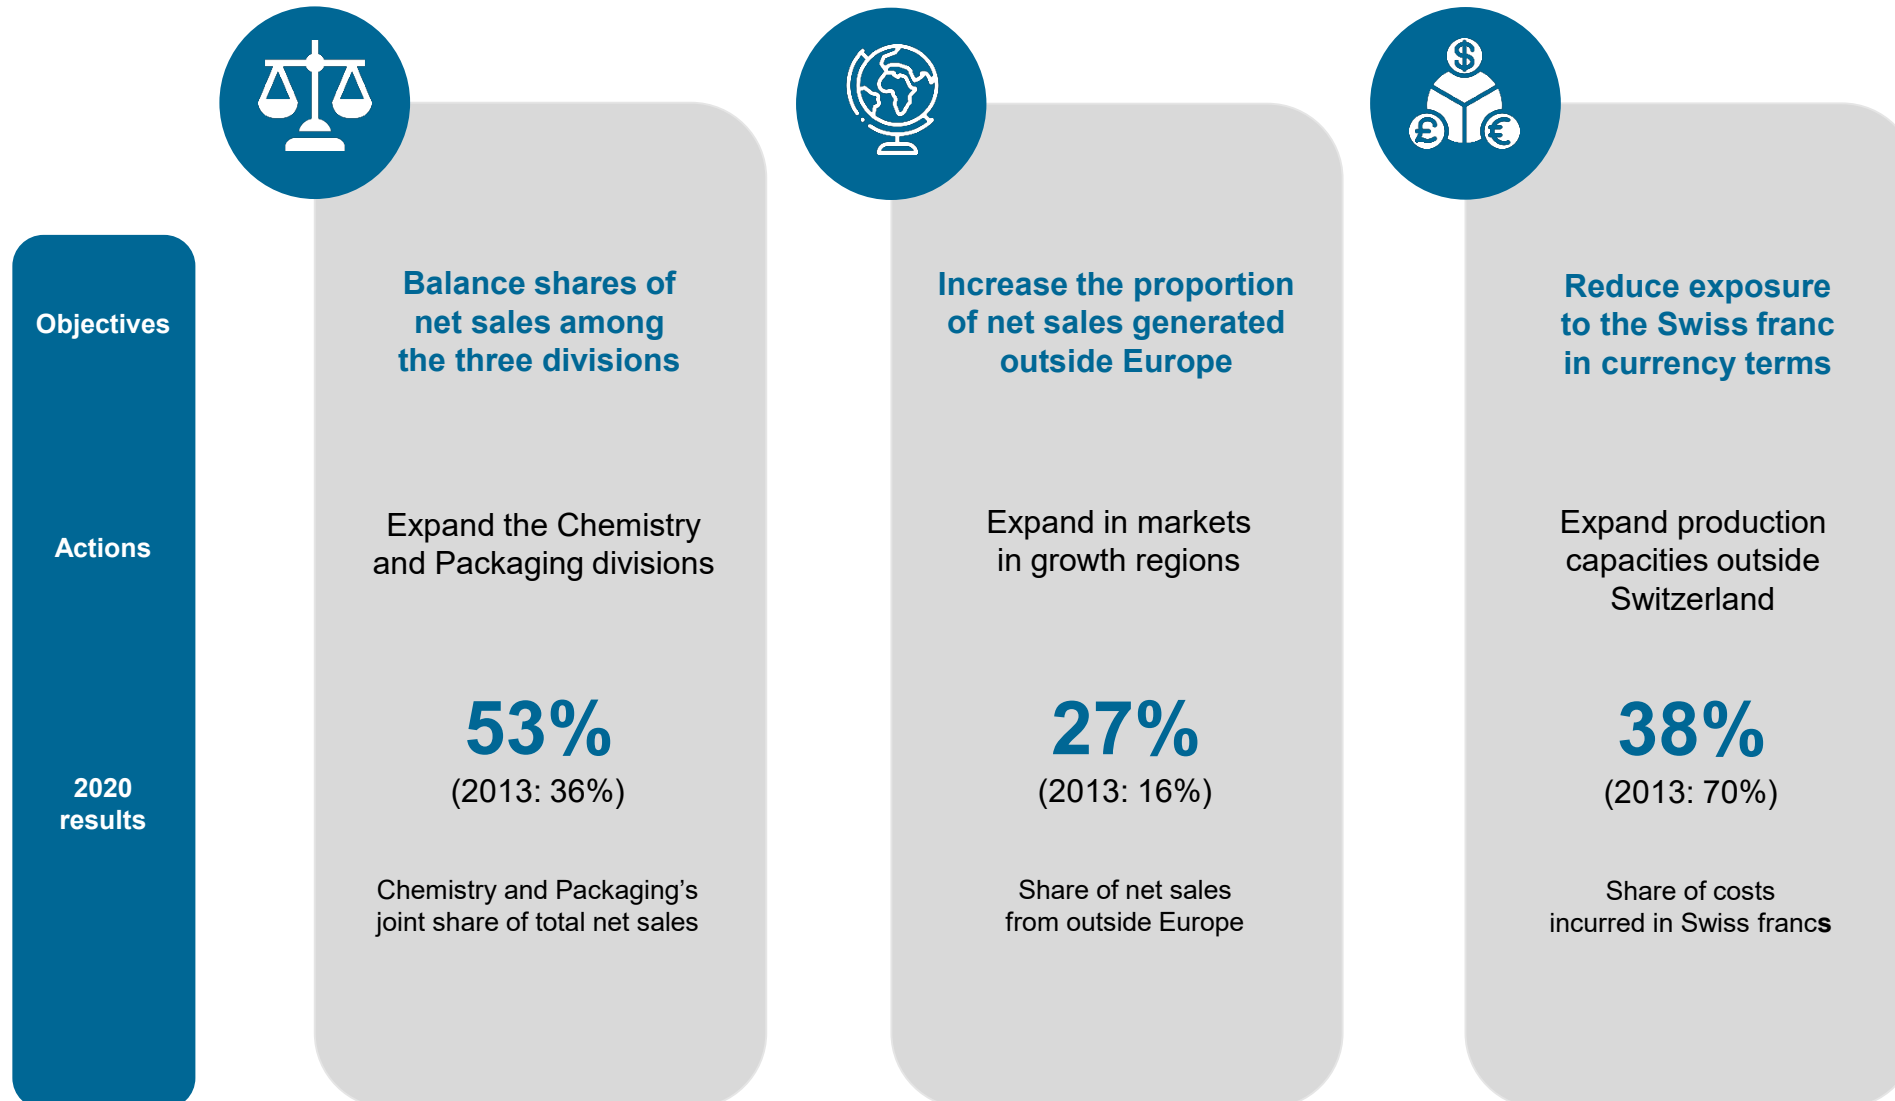 $
£
€
Objectives
Balance shares of
net sales among
the three divisions
Increase the proportion
of net sales generated
outside Europe
Reduce exposure
to the Swiss franc
in currency terms
Actions
Expand the Chemistry
and Packaging divisions
Expand in markets
in growth regions
Expand production
capacities outside
Switzerland
2020
results
53%
(2013: 36%)
Chemistry and Packaging’s
joint share of total net sales
27%
(2013: 16%)
Share of net sales
from outside Europe
38%
(2013: 70%)
Share of costs
incurred in Swiss francs